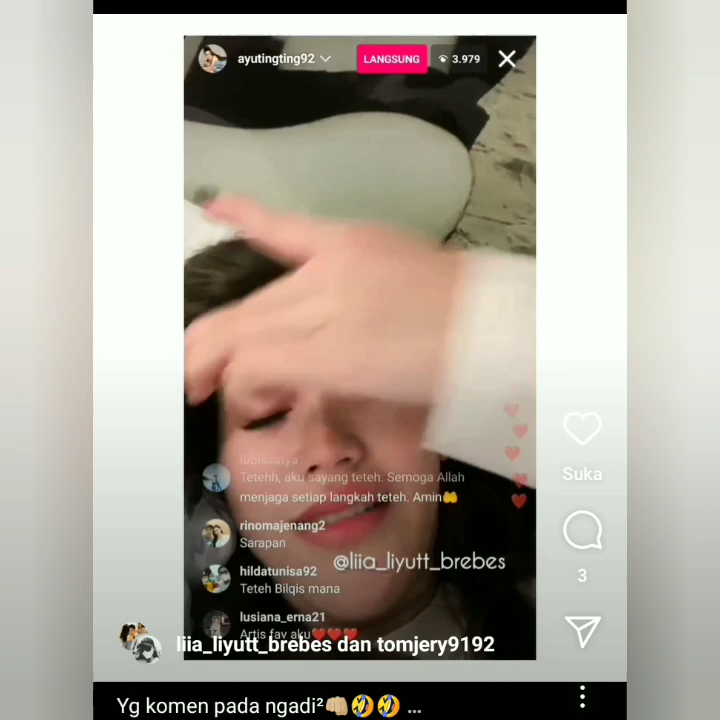 ayutingting92
LANGSUNG
3.979
lubissatya
Tetehh, aku sayang teteh. Semoga Allah
menjaga setiap langkah teteh. Amin🤲
rinomajenang2
Sarapan
@liia_liyutt_brebes
hildatunisa92
Teteh Bilqis mana
lusiana_erna21
Artis fav aku❤️❤️❤️
Suka
3
liia_liyutt_brebes dan tomjery9192
Yg komen pada ngadi²👊🏼🤣🤣 ...